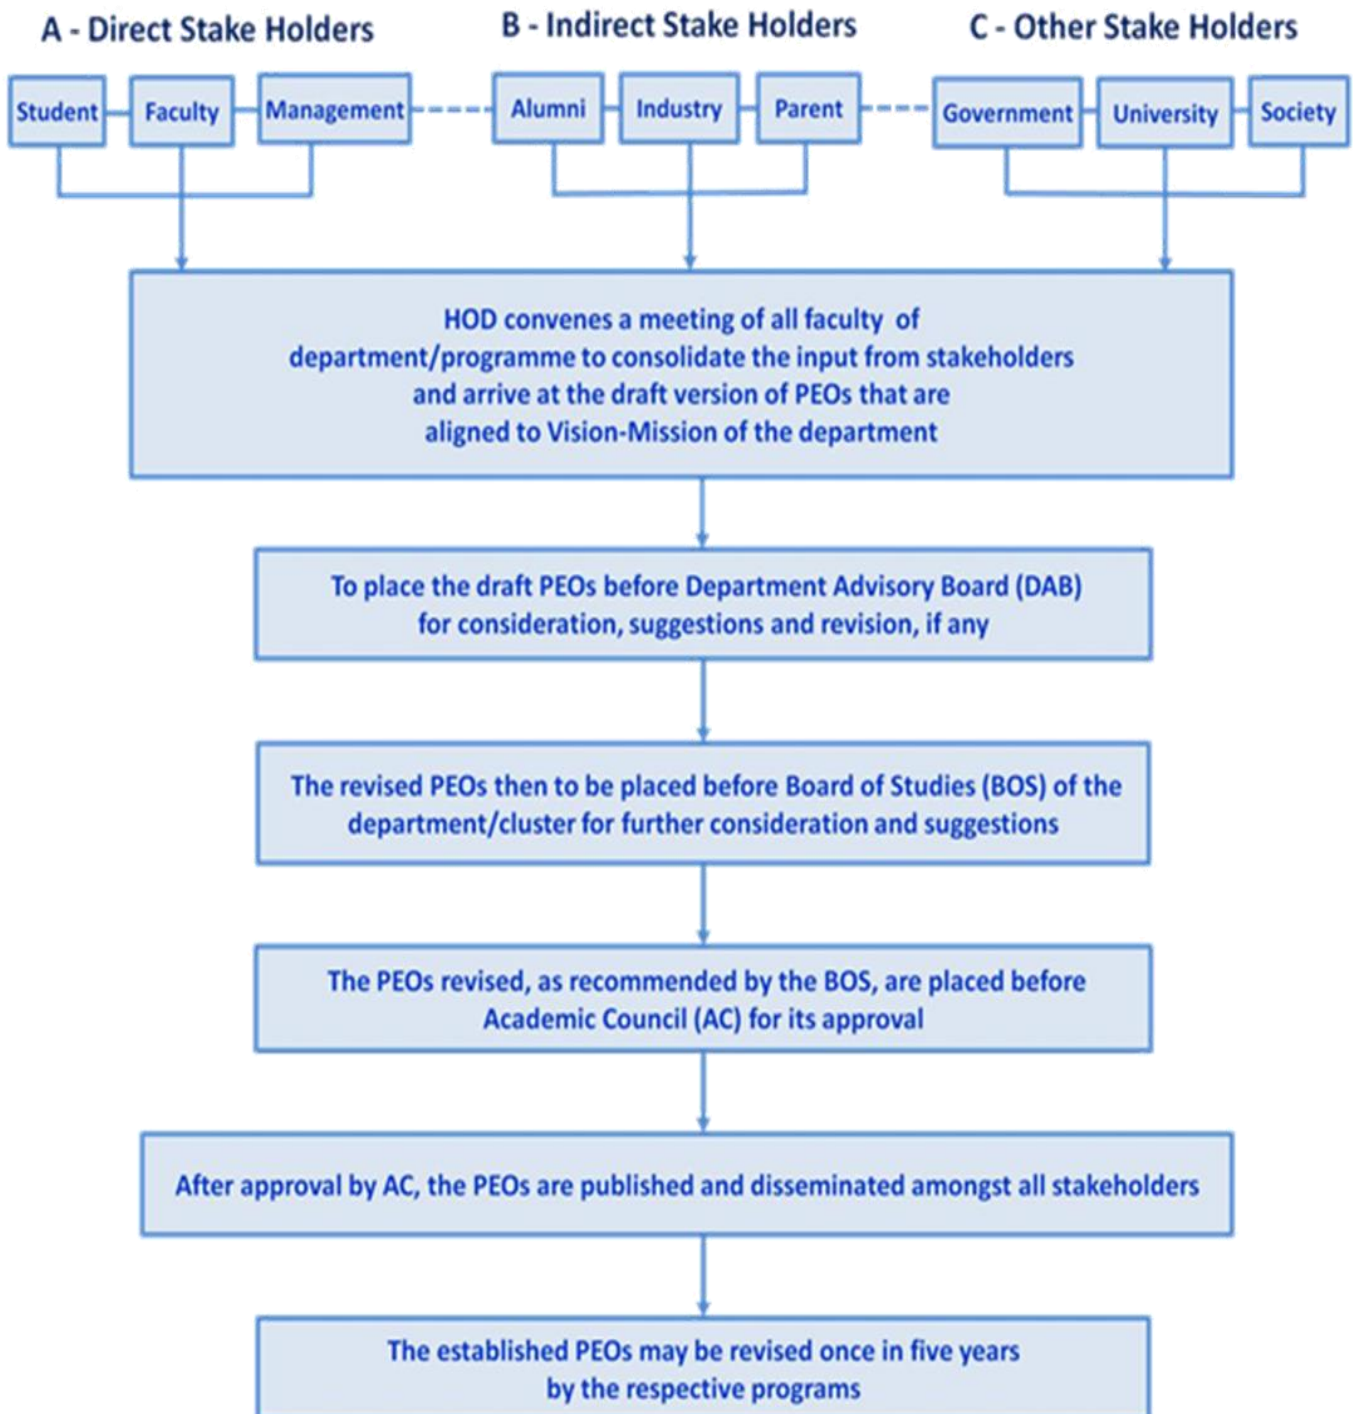 A - Direct Stake Holders
B - Indirect Stake Holders
C - Other Stake Holders
Student
Faculty
Management
Alumni
Industry
Parent
Government
University
Society
HOD convenes a meeting of all faculty of
department/programme to consolidate the input from stakeholders
and arrive at the draft version of PEOs that are
aligned to Vision-Mission of the department
To place the draft PEOs before Department Advisory Board (DAB)
for consideration, suggestions and revision, if any
The revised PEOs then to be placed before Board of Studies (BOS) of the
department/cluster for further consideration and suggestions
The PEOs revised, as recommended by the BOS, are placed before
Academic Council (AC) for its approval
After approval by AC, the PEOs are published and disseminated amongst all stakeholders
The established PEOs may be revised once in five years
by the respective programs